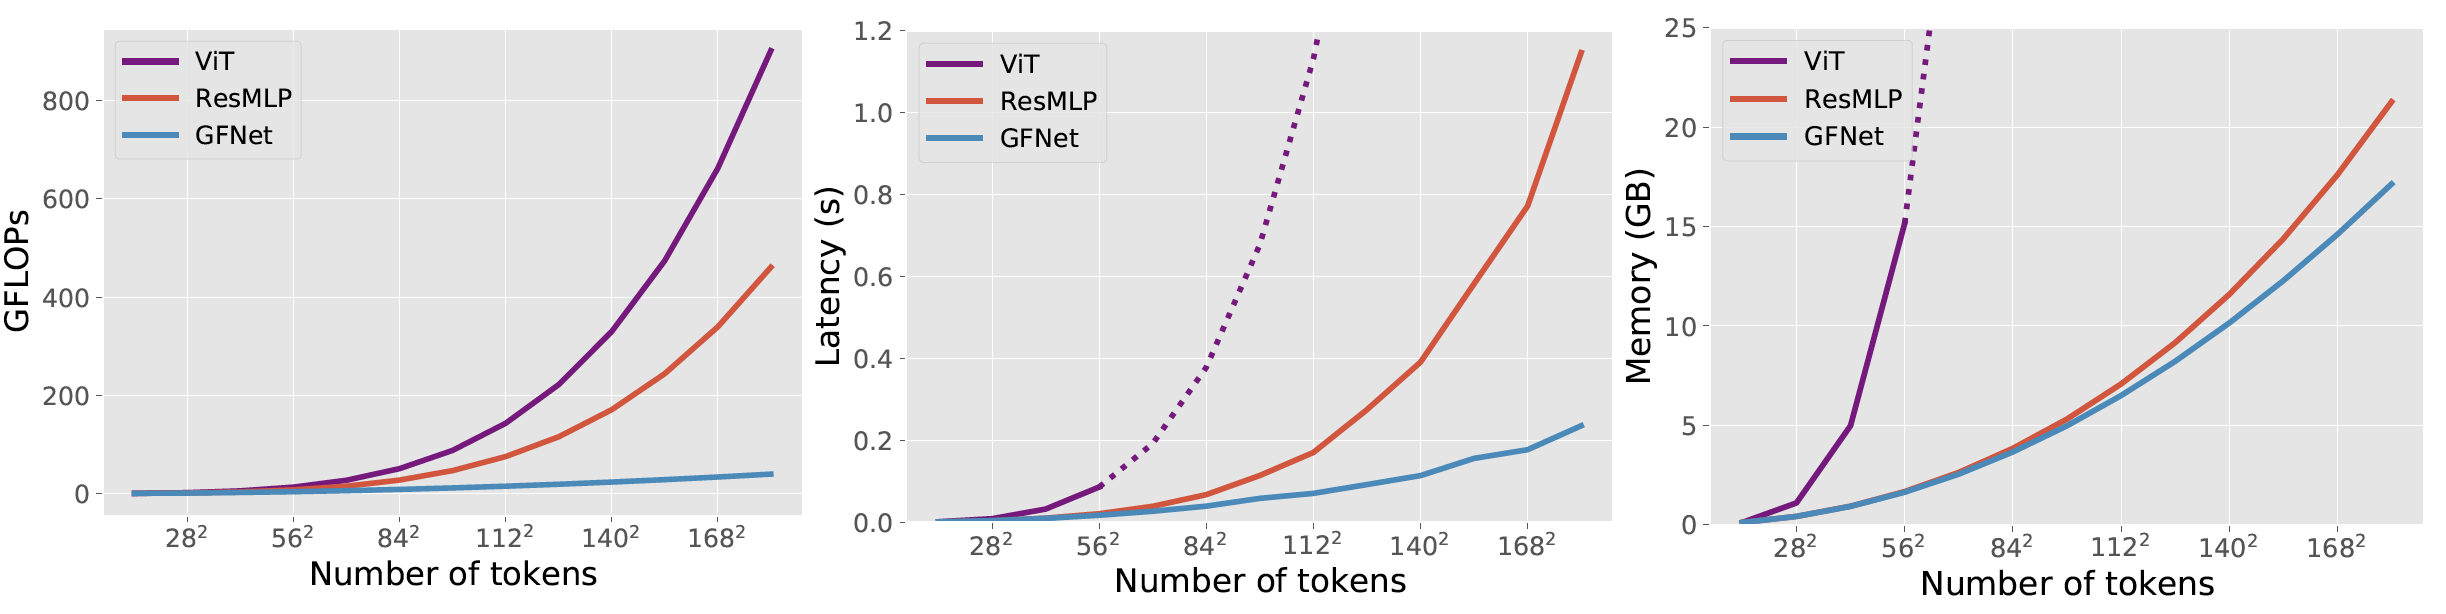 GFLOPs
800
600
400
200
0
ViT
ResMLP
GFNet
28² 56² 84² 112² 140² 168²
Number of tokens
Latency (s)
1.2
1.0
0.8
0.6
0.4
0.2
0.0
ViT
ResMLP
GFNet
28² 56² 84² 112² 140² 168²
Number of tokens
Memory (GB)
25
20
15
10
5
0
ViT
ResMLP
GFNet
28² 56² 84² 112² 140² 168²
Number of tokens